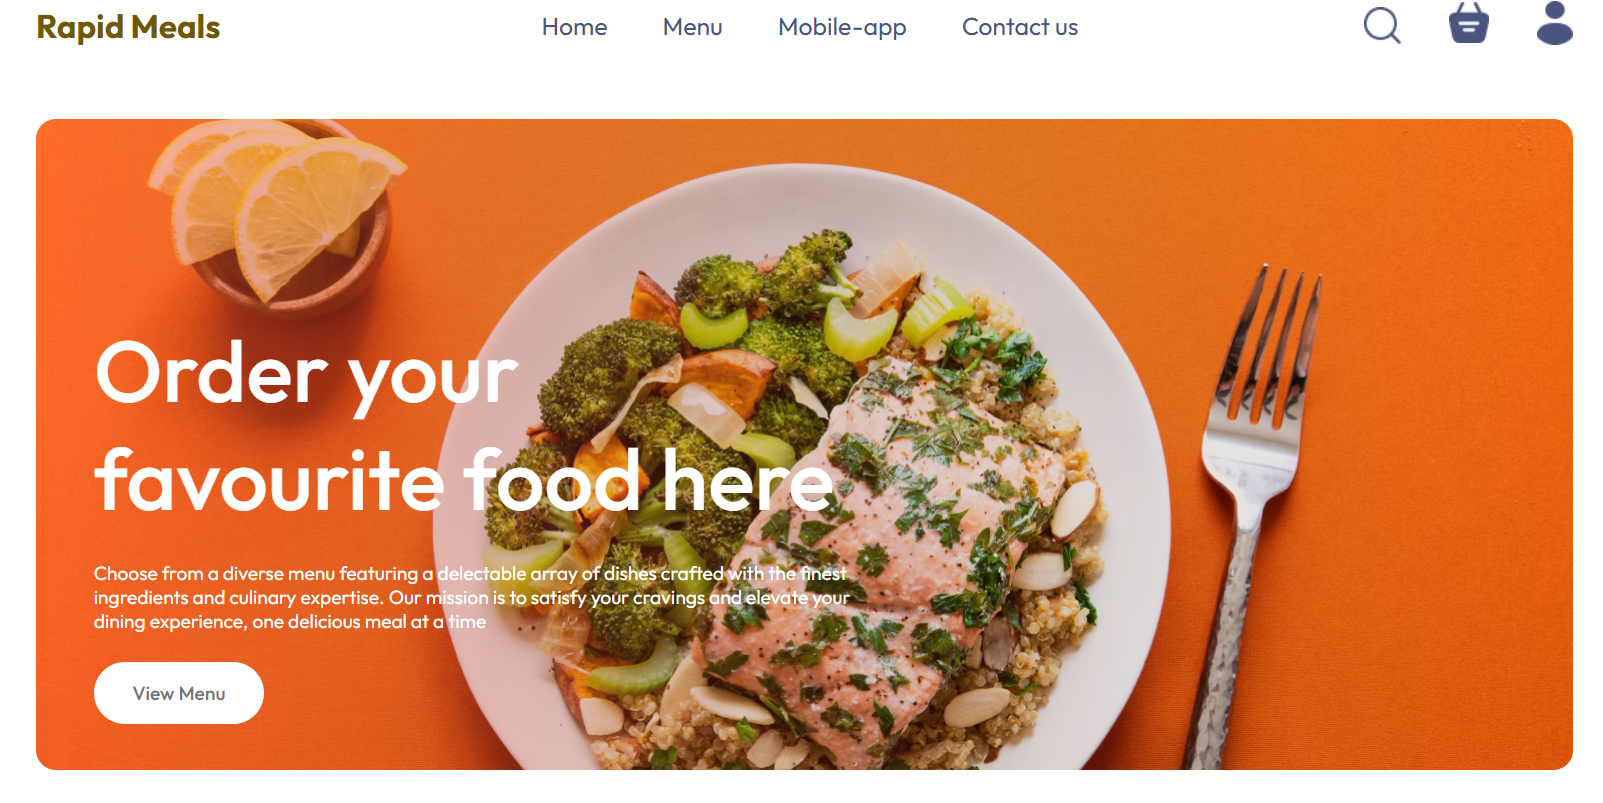 Rapid Meals
Home Menu Mobile-app Contact us
Order your
favourite food here
Choose from a diverse menu featuring a delectable array of dishes crafted with the finest
ingredients and culinary expertise. Our mission is to satisfy your cravings and elevate your
dining experience, one delicious meal at a time
View Menu